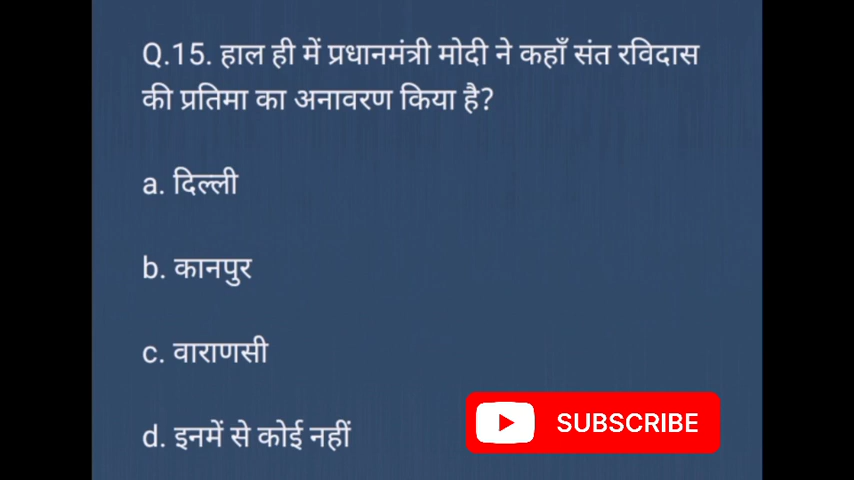 Q.15. हाल ही में प्रधानमंत्री मोदी ने कहाँ संत रविदास
की प्रतिमा का अनावरण किया है?
a. दिल्ली
b. कानपुर
c. वाराणसी
d. इनमें से कोई नहीं
SUBSCRIBE